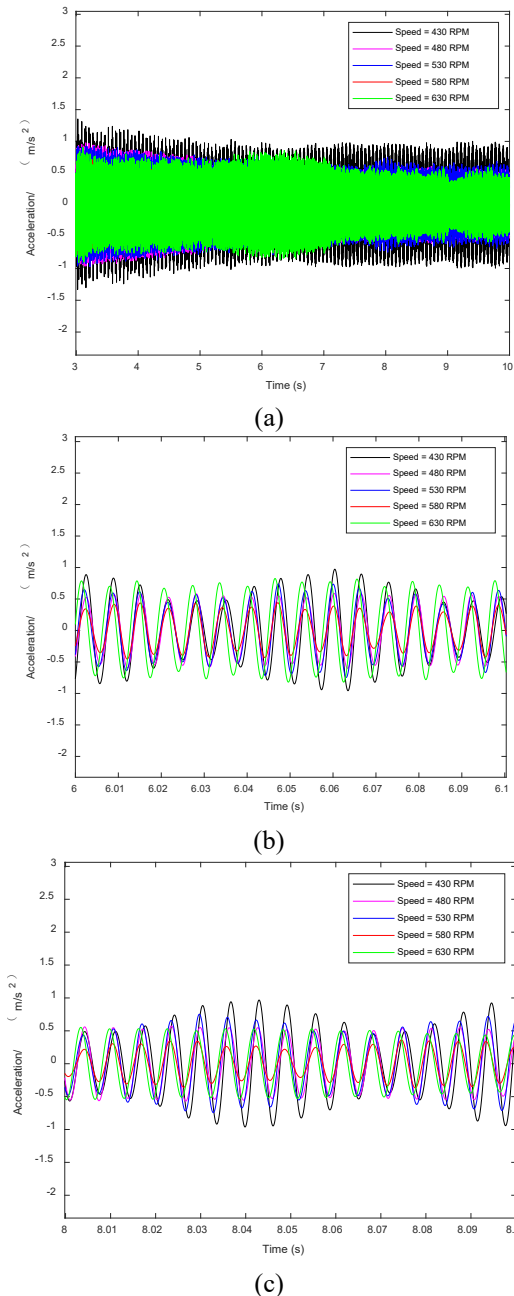 3
2.5
2
1.5
1
0.5
0
-0.5
-1
-1.5
-2
Acceleration/ （ m/s ²）
Speed = 430 RPM
Speed = 480 RPM
Speed = 530 RPM
Speed = 580 RPM
Speed = 630 RPM
3 4 5 6 7 8 9 10
Time (s)
(a)
3
2.5
2
1.5
1
0.5
0
-0.5
-1
-1.5
-2
Acceleration/ （ m/s ²）
Speed = 430 RPM
Speed = 480 RPM
Speed = 530 RPM
Speed = 580 RPM
Speed = 630 RPM
6 6.01 6.02 6.03 6.04 6.05 6.06 6.07 6.08 6.09 6.1
Time (s)
(b)
3
2.5
2
1.5
1
0.5
0
-0.5
-1
-1.5
-2
Acceleration/ （ m/s ²）
Speed = 430 RPM
Speed = 480 RPM
Speed = 530 RPM
Speed = 580 RPM
Speed = 630 RPM
8 8.01 8.02 8.03 8.04 8.05 8.06 8.07 8.08 8.09 8.
Time (s)
(c)